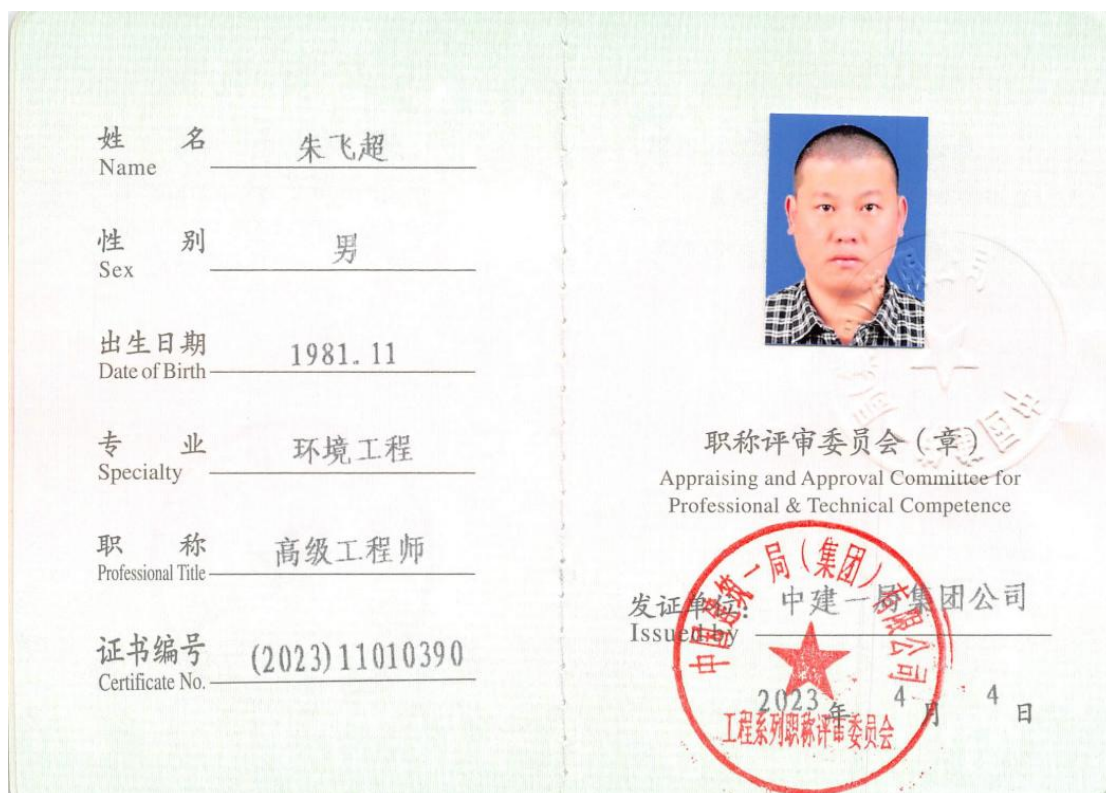 姓 名 朱飞超
Name
性 别 男
Sex
出生日期 1981.11
Date of Birth
专 业 环境工程
Specialty
职 称 高级工程师
Professional Title
证书编号 (2023)11010390
Certificate No.
职称评审委员会（章）
Appraising and Approval Committee for
Professional & Technical Competence
中国建筑一局（集团）有限公司
发证单位: 中建一局集团公司
Issued by
2023 年 4 月 4 日
工程系列职称评审委员会